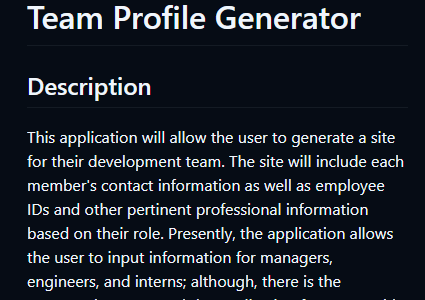 Team Profile Generator
Description
This application will allow the user to generate a site
for their development team. The site will include each
member's contact information as well as employee
IDs and other pertinent professional information
based on their role. Presently, the application allows
the user to input information for managers,
engineers, and interns; although, there is the